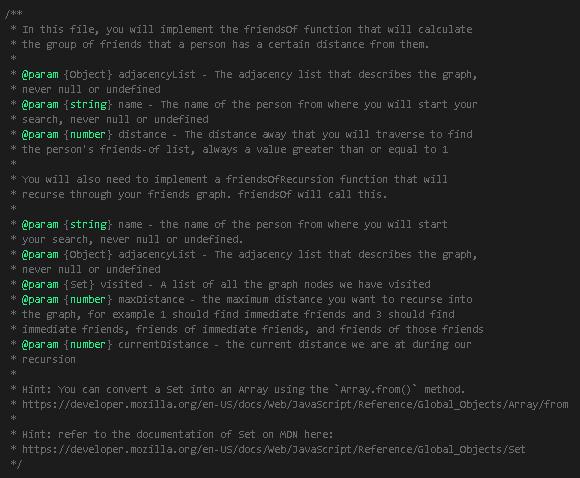 /**
 * In this file, you will implement the friendsOf function that will calculate
 * the group of friends that a person has a certain distance from them.
 *
 * @param {Object} adjacencyList - The adjacency list that describes the graph,
 * never null or undefined
 * @param {string} name - The name of the person from where you will start your
 * search, never null or undefined
 * @param {number} distance - The distance away that you will traverse to find
 * the person's friends-of list, always a value greater than or equal to 1
 *
 * You will also need to implement a friendsOfRecursion function that will
 * recurse through your friends graph. friendsOf will call this.
 *
 * @param {string} name - the name of the person from where you will start
 * your search, never null or undefined.
 * @param {Object} adjacencyList - The adjacency list that describes the graph,
 * never null or undefined
 * @param {Set} visited - A list of all the graph nodes we have visited
 * @param {number} maxDistance - the maximum distance you want to recurse into
 * the graph, for example 1 should find immediate friends and 3 should find
 * immediate friends, friends of immediate friends, and friends of those friends
 * @param {number} currentDistance - the current distance we are at during our
 * recursion
 *
 * Hint: You can convert a Set into an Array using the `Array.from()` method.
 * https://developer.mozilla.org/en-US/docs/Web/JavaScript/Reference/Global_Objects/Array/from
 *
 * Hint: refer to the documentation of Set on MDN here:
 * https://developer.mozilla.org/en-US/docs/Web/JavaScript/Reference/Global_Objects/Set
 */